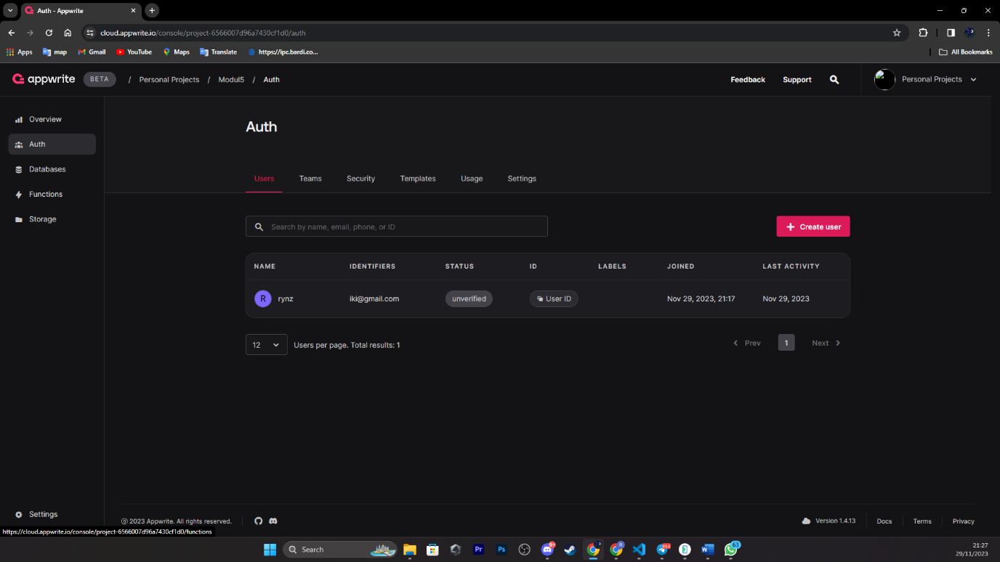 Auth - Appwrite
cloud.appwrite.io/console/project-6566007d96a7430cf1d0/auth
Apps map Gmail YouTube Maps Translate https://ipc.bardi.co... All Bookmarks
appwrite BETA / Personal Projects / Modul5 / Auth Feedback Support Personal Projects
Overview
Auth
Databases
Functions
Storage
Settings
Auth
Users Teams Security Templates Usage Settings
Search by name, email, phone, or ID Create user
NAME IDENTIFIERS STATUS ID LABELS JOINED LAST ACTIVITY
R rynz iki@gmail.com unverified User ID Nov 29, 2023, 21:17 Nov 29, 2023
12 Users per page. Total results: 1 Prev 1 Next
© 2023 Appwrite. All rights reserved. Version 1.4.13 Docs Terms Privacy
https://cloud.appwrite.io/console/project-6566007d96a7430cf1d0/functions
Search Pr Ps 9+ W 63
21:27
29/11/2023